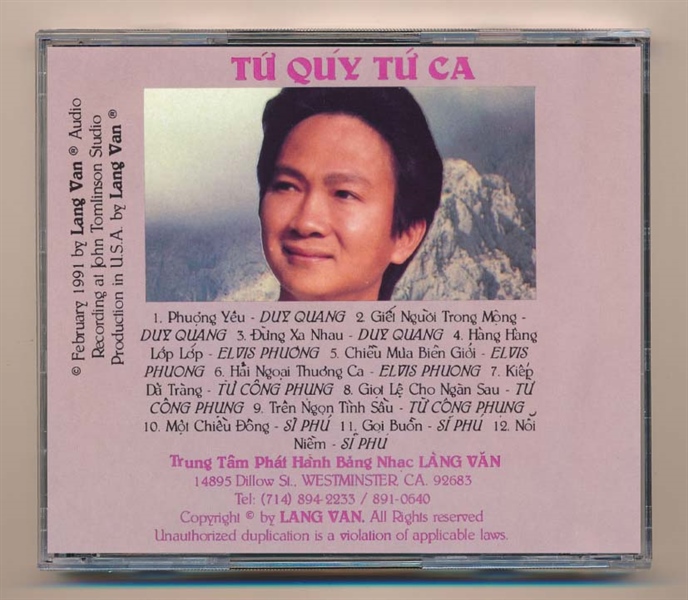 TỨ QUÝ TỨ CA
© February 1991 by Lang Van ® Audio
Recording at John Tomlinson Studio
Production in U.S.A. by Lang Van ®
1. Phượng Yêu - DUY QUANG 2. Giết Người Trong Mộng -
DUY QUANG 3. Đừng Xa Nhau - DUY QUANG 4. Hàng Hàng
Lớp Lớp - ELVIS PHƯƠNG 5. Chiều Mưa Biên Giới - ELVIS
PHƯƠNG 6. Hải Ngoại Thương Ca - ELVIS PHƯƠNG 7. Kiếp
Dã Tràng - TỪ CÔNG PHỤNG 8. Giọt Lệ Cho Ngàn Sau - TỪ
CÔNG PHỤNG 9. Trên Ngọn Tình Sầu - TỪ CÔNG PHỤNG
10. Một Chiều Đông - SĨ PHÚ 11. Gọi Buồn - SĨ PHÚ 12. Nỗi
Niềm - SĨ PHÚ
Trung Tâm Phát Hành Băng Nhạc LÀNG VĂN
14895 Dillow St., WESTMINSTER, CA. 92683
Tel: (714) 894-2233 / 891-0640
Copyright © by LANG VAN. All Rights reserved
Unauthorized duplication is a violation of applicable laws.